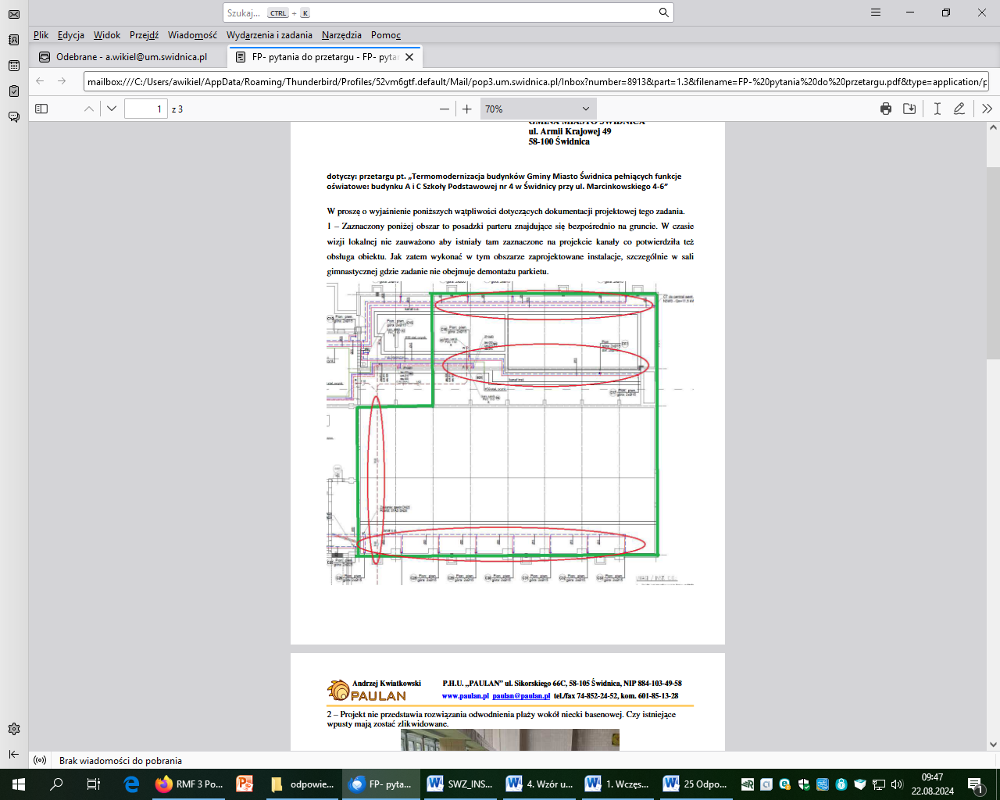 Szukaj... CTRL + K
Plik Edycja Widok Przejdź Wiadomość Wydarzenia i zadania Narzędzia Pomoc
Odebrane - a.wikiel@um.swidnica.pl
FP- pytania do przetargu - FP- pytar
mailbox:///C:/Users/awikiel/AppData/Roaming/Thunderbird/Profiles/52vm6gtf.default/Mail/pop3.um.swidnica.pl/Inbox?number=8913&part=1.3&filename=FP-%20pytania%20do%20przetargu.pdf&type=application/p
1 z 3
70%
GMINA MIASTO ŚWIDNICA
ul. Armii Krajowej 49
58-100 Świdnica
dotyczy: przetargu pt. „Termomodernizacja budynków Gminy Miasto Świdnica pełniących funkcje
oświatowe: budynku A i C Szkoły Podstawowej nr 4 w Świdnicy przy ul. Marcinkowskiego 4-6”
W proszę o wyjaśnienie poniższych wątpliwości dotyczących dokumentacji projektowej tego zadania.
1 – Zaznaczony poniżej obszar to posadzki parteru znajdujące się bezpośrednio na gruncie. W czasie
wizji lokalnej nie zauważono aby istniały tam zaznaczone na projekcie kanały co potwierdziła też
obsługa obiektu. Jak zatem wykonać w tym obszarze zaprojektowane instalacje, szczególnie w sali
gimnastycznej gdzie zadanie nie obejmuje demontażu parkietu.
Andrzej Kwiatkowski
PAULAN
P.H.U. „PAULAN” ul. Sikorskiego 66C, 58-105 Świdnica, NIP 884-103-49-58
www.paulan.pl paulan@paulan.pl tel./fax 74-852-24-52, kom. 601-85-13-28
2 – Projekt nie przedstawia rozwiązania odwodnienia plaży wokół niecki basenowej. Czy istniejące
wpusty mają zostać zlikwidowane.
Brak wiadomości do pobrania
RMF 3 Po...
odpowie...
FP- pyta...
SWZ_INS...
4. Wzór u...
1. Wczęs...
25 Odpo...
09:47
22.08.2024
1